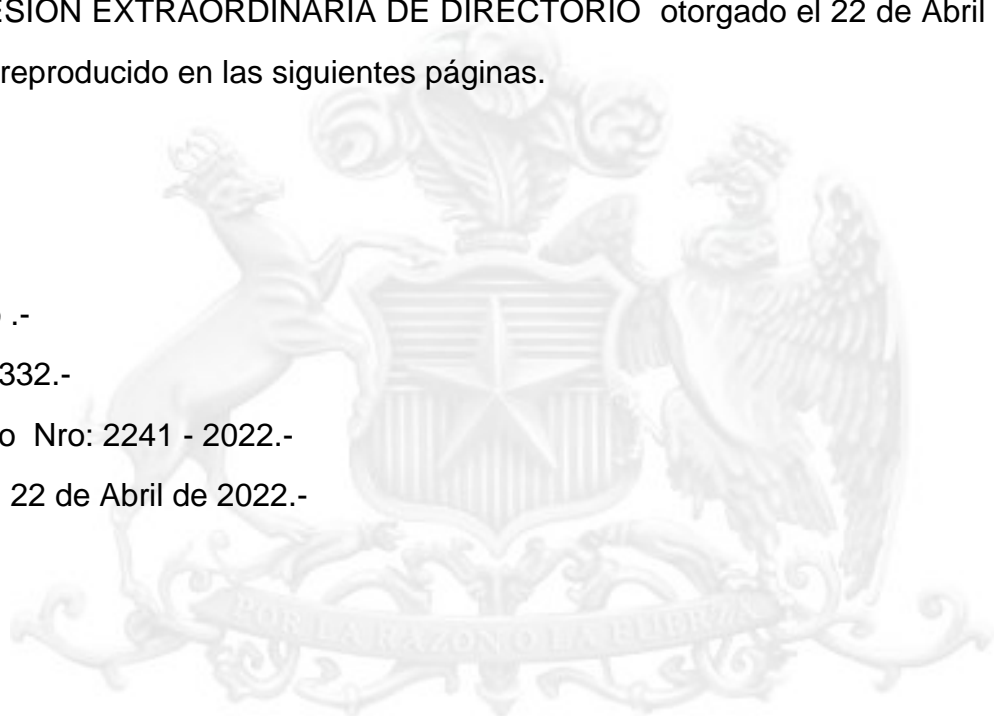 ESION EXTRAORDINARIA DE DIRECTORIO otorgado el 22 de Abril
reproducido en las siguientes páginas.
.-
332.-
o Nro: 2241 - 2022.-
22 de Abril de 2022.-
POR LA RAZON O LA FUERZA